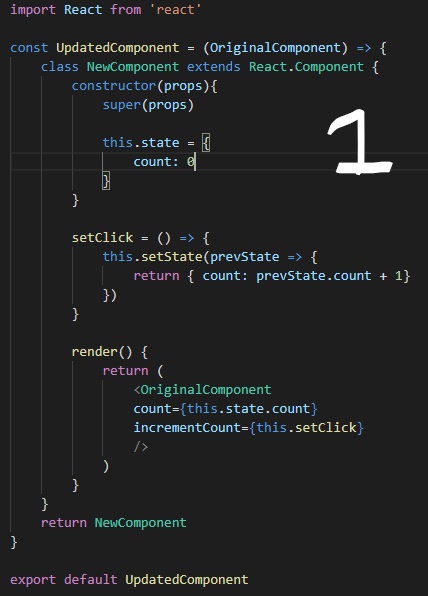 import React from 'react'
const UpdatedComponent = (OriginalComponent) => {
class NewComponent extends React.Component {
constructor(props){
super(props)
this.state = {
count: 0
}
}
1
setClick = () => {
this.setState(prevState => {
return { count: prevState.count + 1}
})
}
render() {
return (
<OriginalComponent
count={this.state.count}
incrementCount={this.setClick}
/>
)
}
}
return NewComponent
}
export default UpdatedComponent